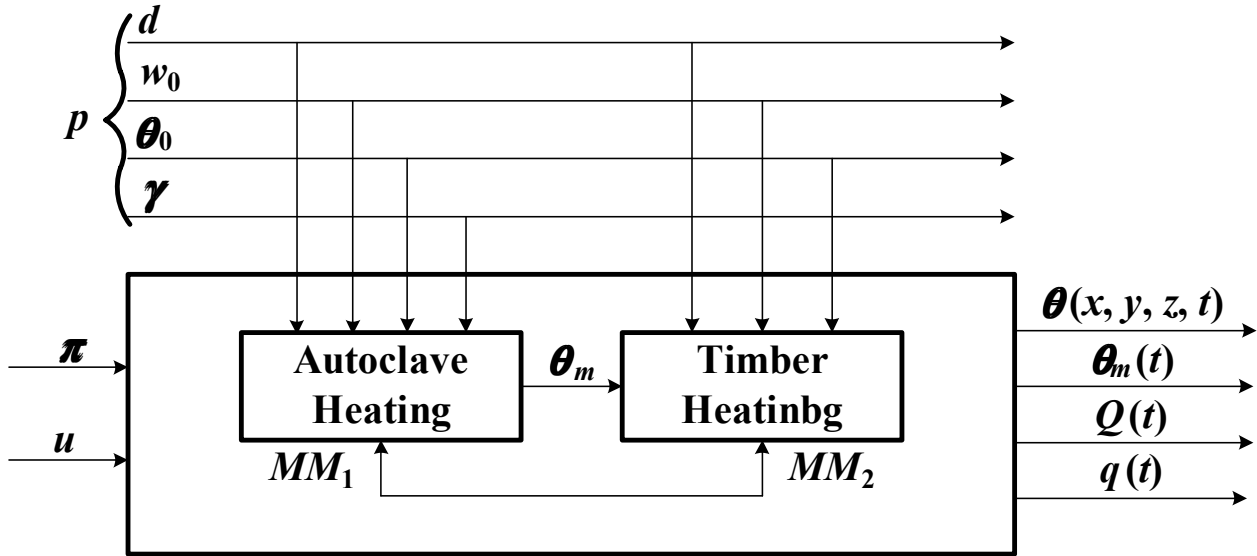 d
w₀
p
θ₀
γ
θ(x, y, z, t)
π
Autoclave
Heating
θₘ
Timber
Heatinbg
θₘ(t)
Q(t)
u
MM₁
MM₂
q(t)